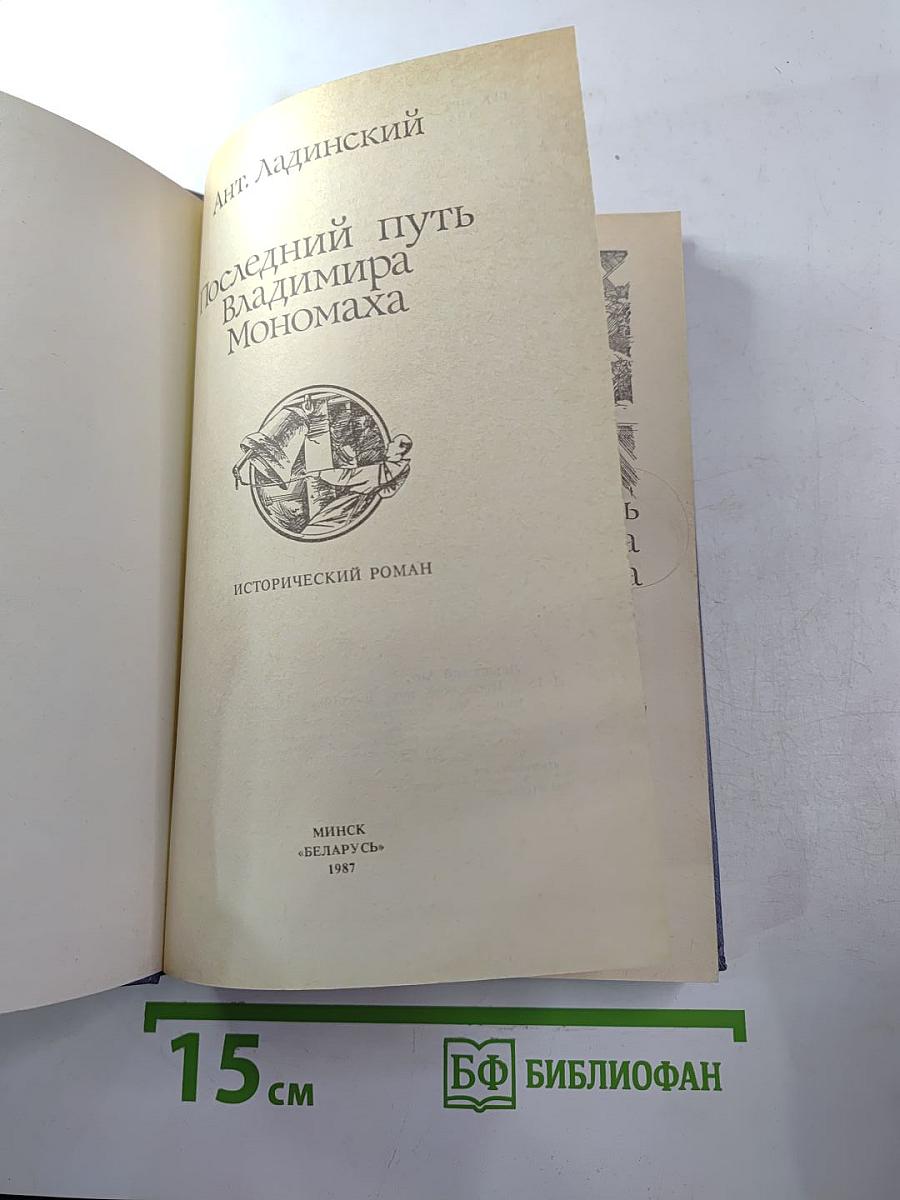 Ант. Ладинский
Последний путь
Владимира
Мономаха
ИСТОРИЧЕСКИЙ РОМАН
МИНСК
«БЕЛАРУСЬ»
1987
ь
а
а
15 см
БФ БИБЛИОФАН